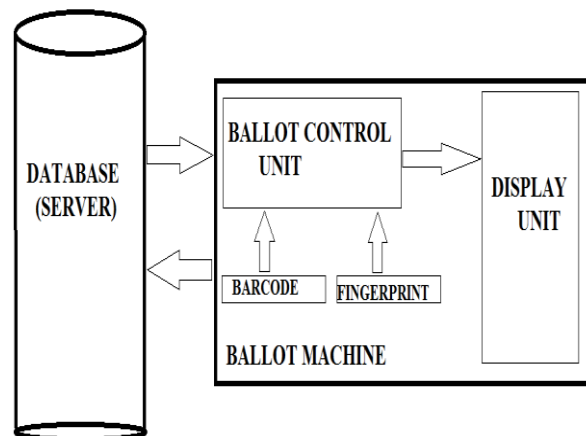 DATABASE
(SERVER)
BALLOT CONTROL
UNIT
DISPLAY
UNIT
BARCODE
FINGERPRINT
BALLOT MACHINE